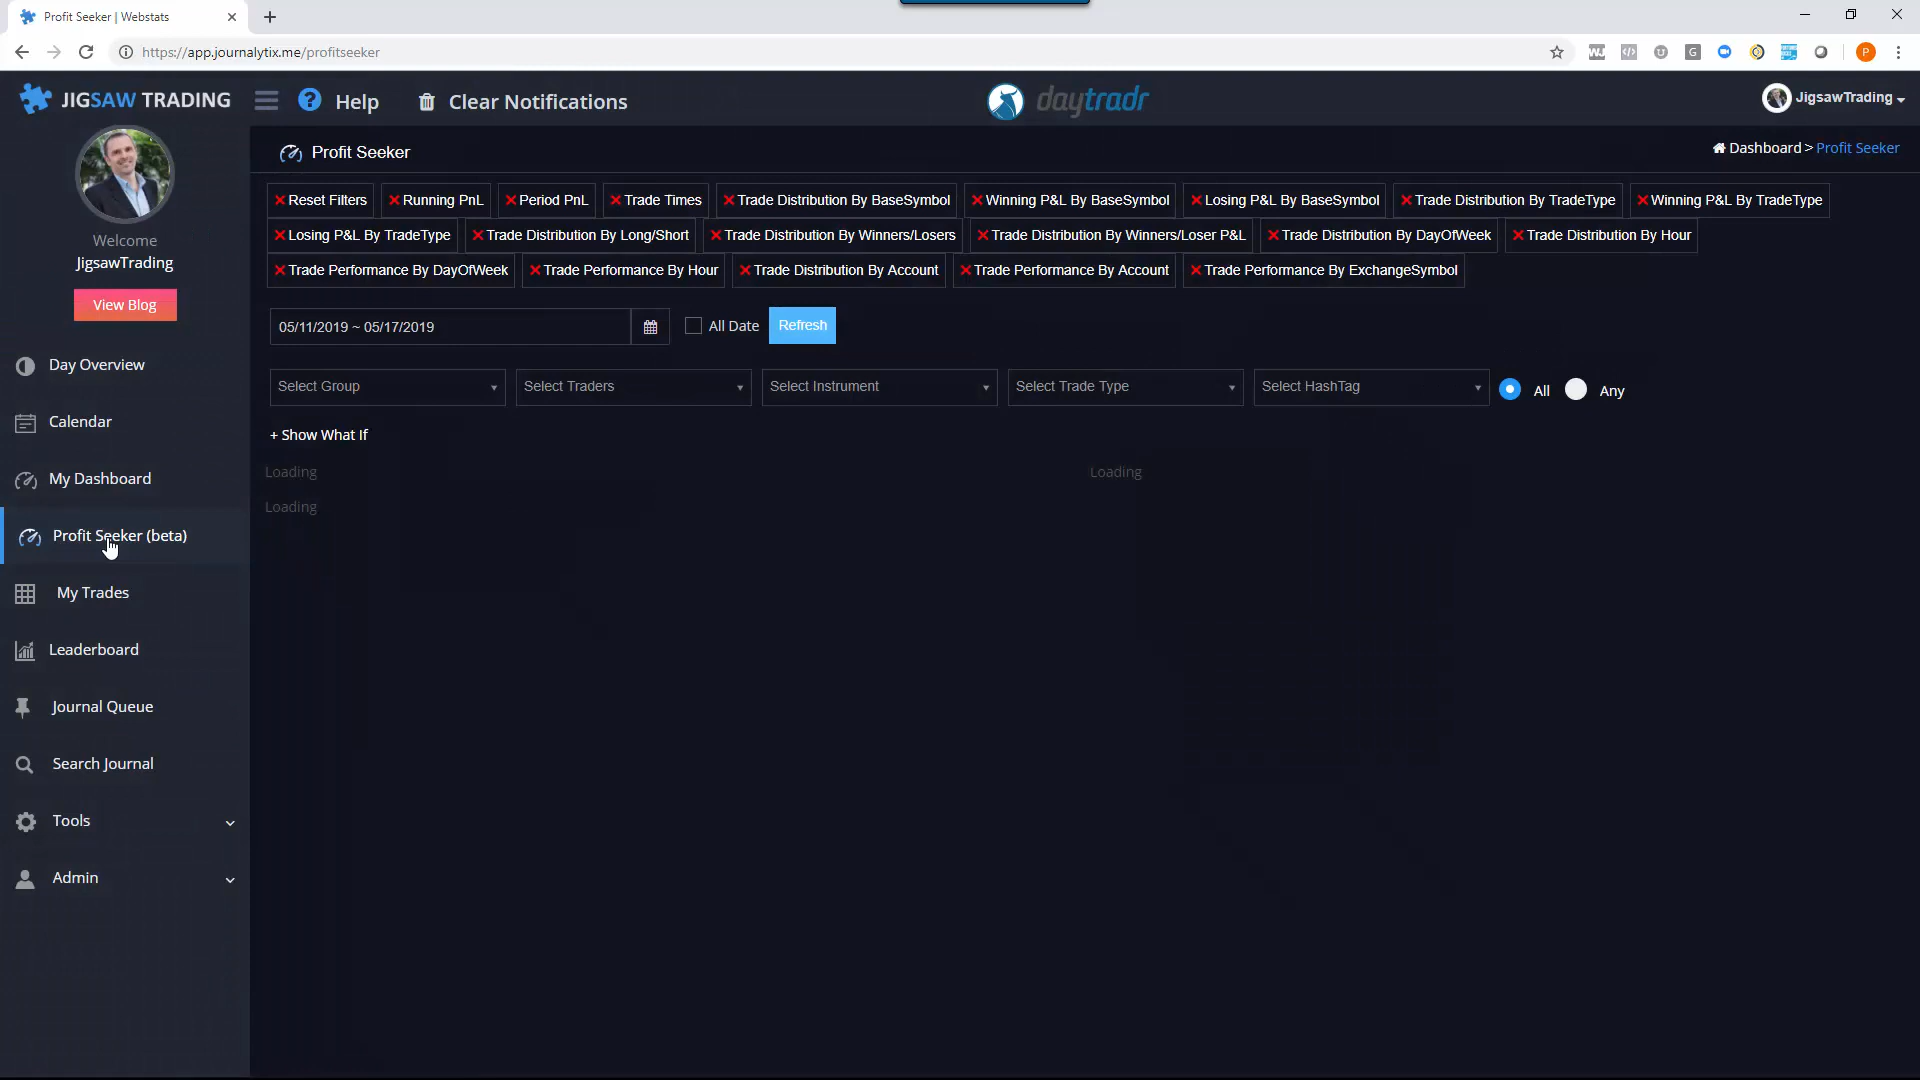 Profit Seeker | Webstats
https://app.journalytix.me/profitseeker
P
JIGSAW TRADING
Help
Clear Notifications
daytradr
JigsawTrading
Welcome
JigsawTrading
View Blog
Day Overview
Calendar
My Dashboard
Profit Seeker (beta)
My Trades
Leaderboard
Journal Queue
Search Journal
Tools
Admin
Profit Seeker
Dashboard > Profit Seeker
Reset Filters Running PnL Period PnL Trade Times Trade Distribution By BaseSymbol Winning P&L By BaseSymbol Losing P&L By BaseSymbol Trade Distribution By TradeType Winning P&L By TradeType
Losing P&L By TradeType Trade Distribution By Long/Short Trade Distribution By Winners/Losers Trade Distribution By Winners/Loser P&L Trade Distribution By DayOfWeek Trade Distribution By Hour
Trade Performance By DayOfWeek Trade Performance By Hour Trade Distribution By Account Trade Performance By Account Trade Performance By ExchangeSymbol
05/11/2019 ~ 05/17/2019 All Date Refresh
Select Group Select Traders Select Instrument Select Trade Type Select HashTag All Any
+ Show What If
Loading Loading
Loading